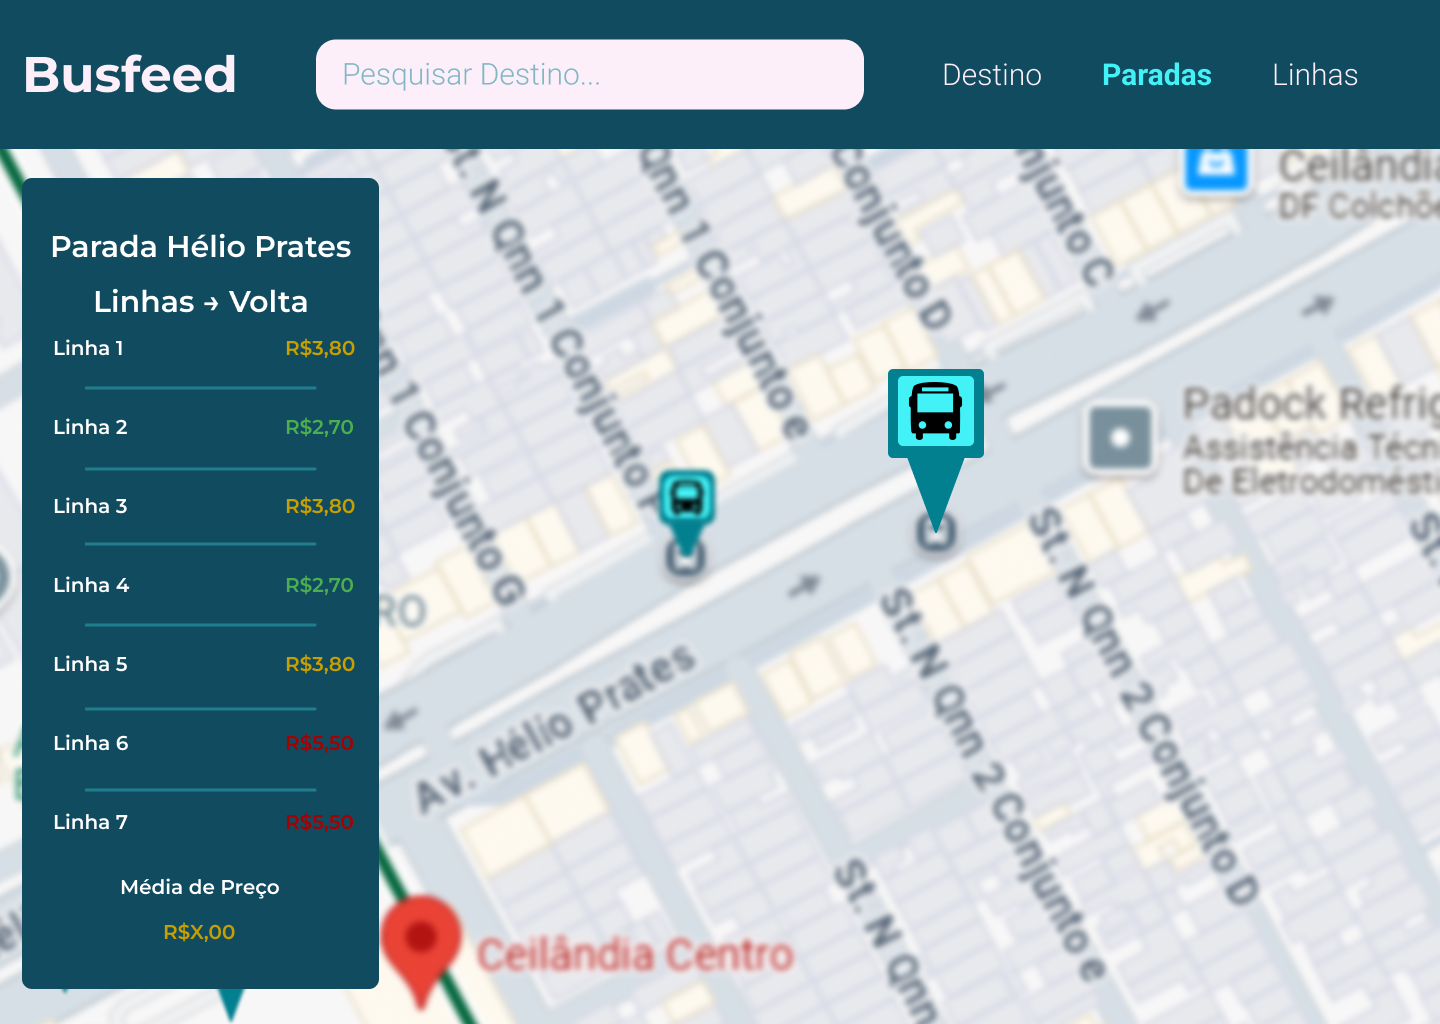 Busfeed
Pesquisar Destino...
Destino
Paradas
Linhas
Parada Hélio Prates
Linhas → Volta
Linha 1 R$3,80
Linha 2 R$2,70
Linha 3 R$3,80
Linha 4 R$2,70
Linha 5 R$3,80
Linha 6 R$5,50
Linha 7 R$5,50
Média de Preço
R$X,00
St. N Qnn 1 Conjunto F
Qnn 1 Conjunto e
Conjunto D
njunto C
Ceilândia
DF Colchõe
nn 1 Conjunto G
Padock Refrig
Assistência Técn
De Eletrodomésti
RO
Av. Hélio Prates
St. N Qnn 2 Conjunto e
St. N Qnn 2 Conjunto D
St. N Qnn
Ceilândia Centro